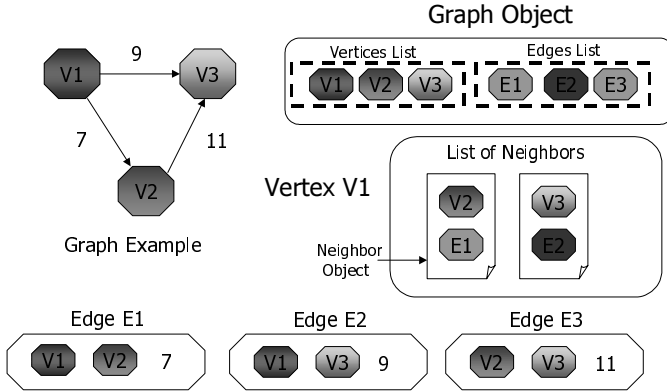 Graph Object
9
V1
V3
7
11
V2
Graph Example
Vertices List
Edges List
V1 V2 V3
E1 E2 E3
Vertex V1
List of Neighbors
V2 V3
E1 E2
Neighbor
Object
Edge E1
V1 V2 7
Edge E2
V1 V3 9
Edge E3
V2 V3 11